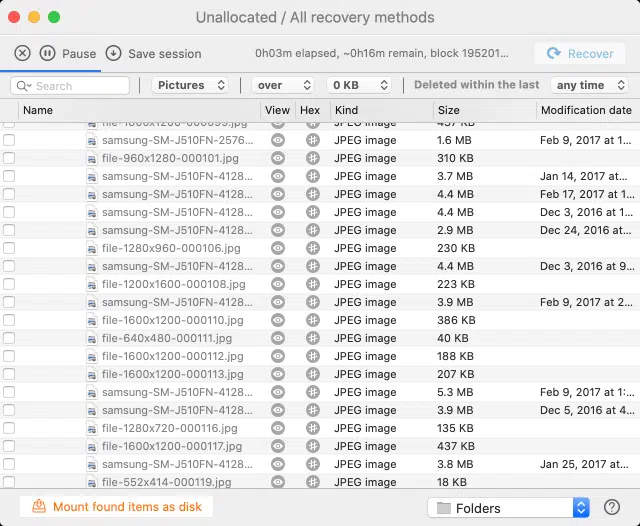 Unallocated / All recovery methods
Pause Save session 0h03m elapsed, ~0h16m remain, block 195201... Recover
Search Pictures over 0 KB Deleted within the last any time
Name View Hex Kind Size Modification date
file-1600x1200-000099.jpg JPEG image 437 KB
samsung-SM-J510FN-2576... JPEG image 1.6 MB Feb 9, 2017 at 1...
file-960x1280-000101.jpg JPEG image 310 KB
samsung-SM-J510FN-4128... JPEG image 3.7 MB Jan 14, 2017 at...
samsung-SM-J510FN-4128... JPEG image 4.4 MB Feb 17, 2017 at 1...
samsung-SM-J510FN-4128... JPEG image 4.4 MB Dec 3, 2016 at 1...
samsung-SM-J510FN-4128... JPEG image 2.9 MB Dec 24, 2016 at...
file-1280x960-000106.jpg JPEG image 230 KB
samsung-SM-J510FN-4128... JPEG image 4.4 MB Dec 3, 2016 at 9...
file-1200x1600-000108.jpg JPEG image 223 KB
samsung-SM-J510FN-4128... JPEG image 3.9 MB Feb 9, 2017 at 2...
file-1600x1200-000110.jpg JPEG image 386 KB
file-640x480-000111.jpg JPEG image 40 KB
file-1600x1200-000112.jpg JPEG image 188 KB
file-1600x1200-000113.jpg JPEG image 207 KB
samsung-SM-J510FN-4128... JPEG image 5.3 MB Feb 9, 2017 at 1:...
samsung-SM-J510FN-4128... JPEG image 3.9 MB Dec 5, 2016 at 4...
file-1280x720-000116.jpg JPEG image 135 KB
file-1600x1200-000117.jpg JPEG image 437 KB
samsung-SM-J510FN-4128... JPEG image 3.8 MB Jan 25, 2017 at...
file-552x414-000119.jpg JPEG image 18 KB
Mount found items as disk Folders ?